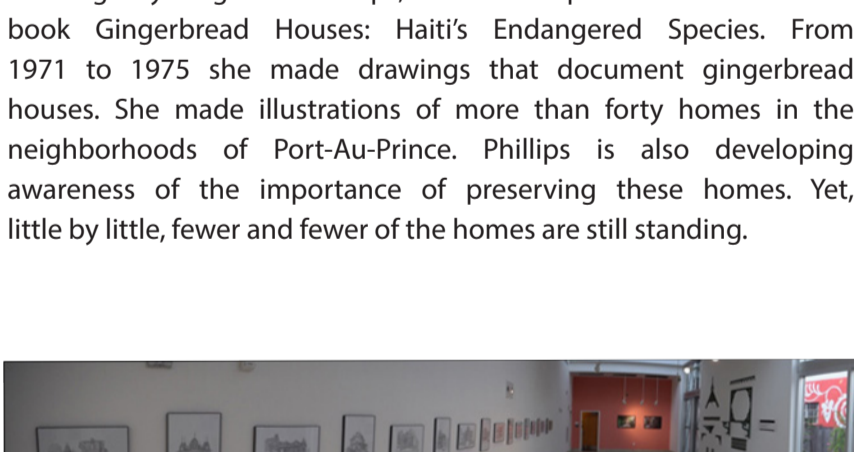 book Gingerbread Houses: Haiti’s Endangered Species. From
1971 to 1975 she made drawings that document gingerbread
houses. She made illustrations of more than forty homes in the
neighborhoods of Port-Au-Prince. Phillips is also developing
awareness of the importance of preserving these homes. Yet,
little by little, fewer and fewer of the homes are still standing.